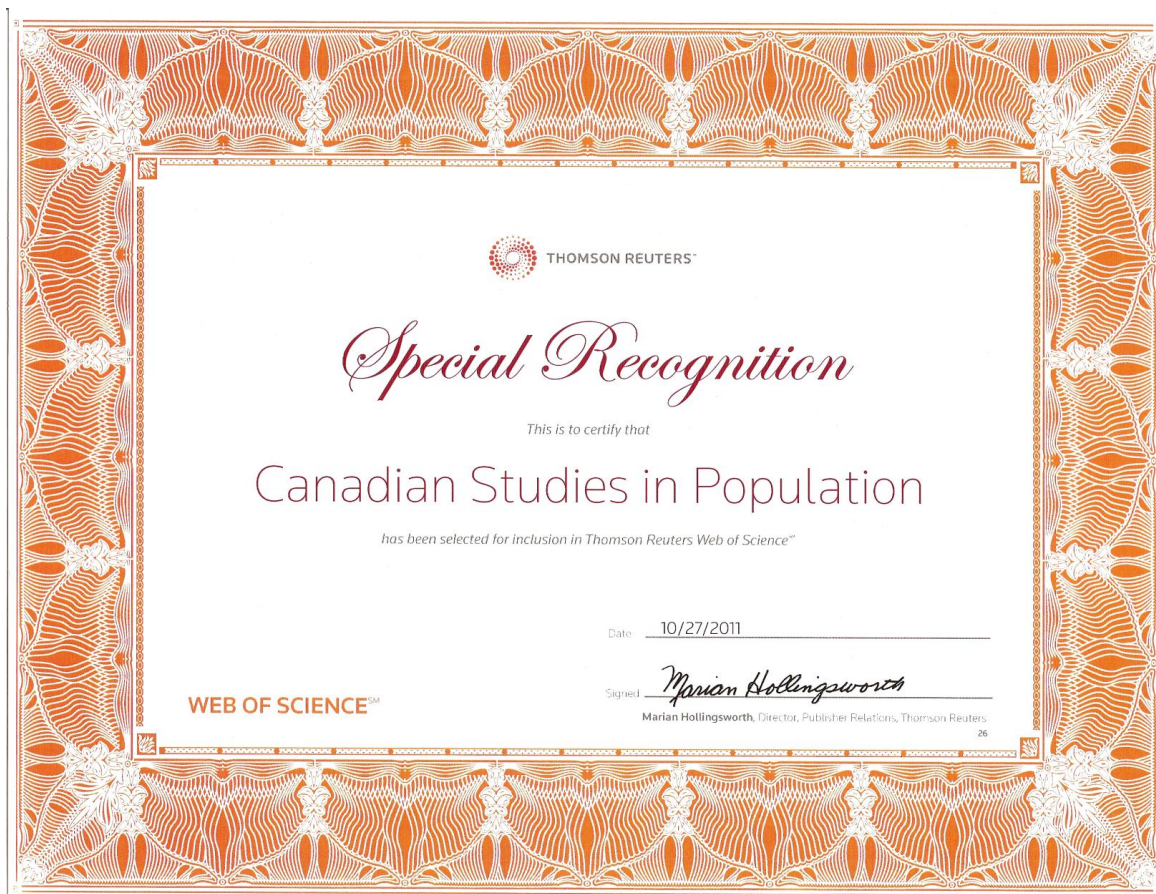 THOMSON REUTERS™
Special Recognition
This is to certify that
Canadian Studies in Population
has been selected for inclusion in Thomson Reuters Web of Science℠
Date 10/27/2011
Signed Marian Hollingsworth
WEB OF SCIENCE℠
Marian Hollingsworth, Director, Publisher Relations, Thomson Reuters
26